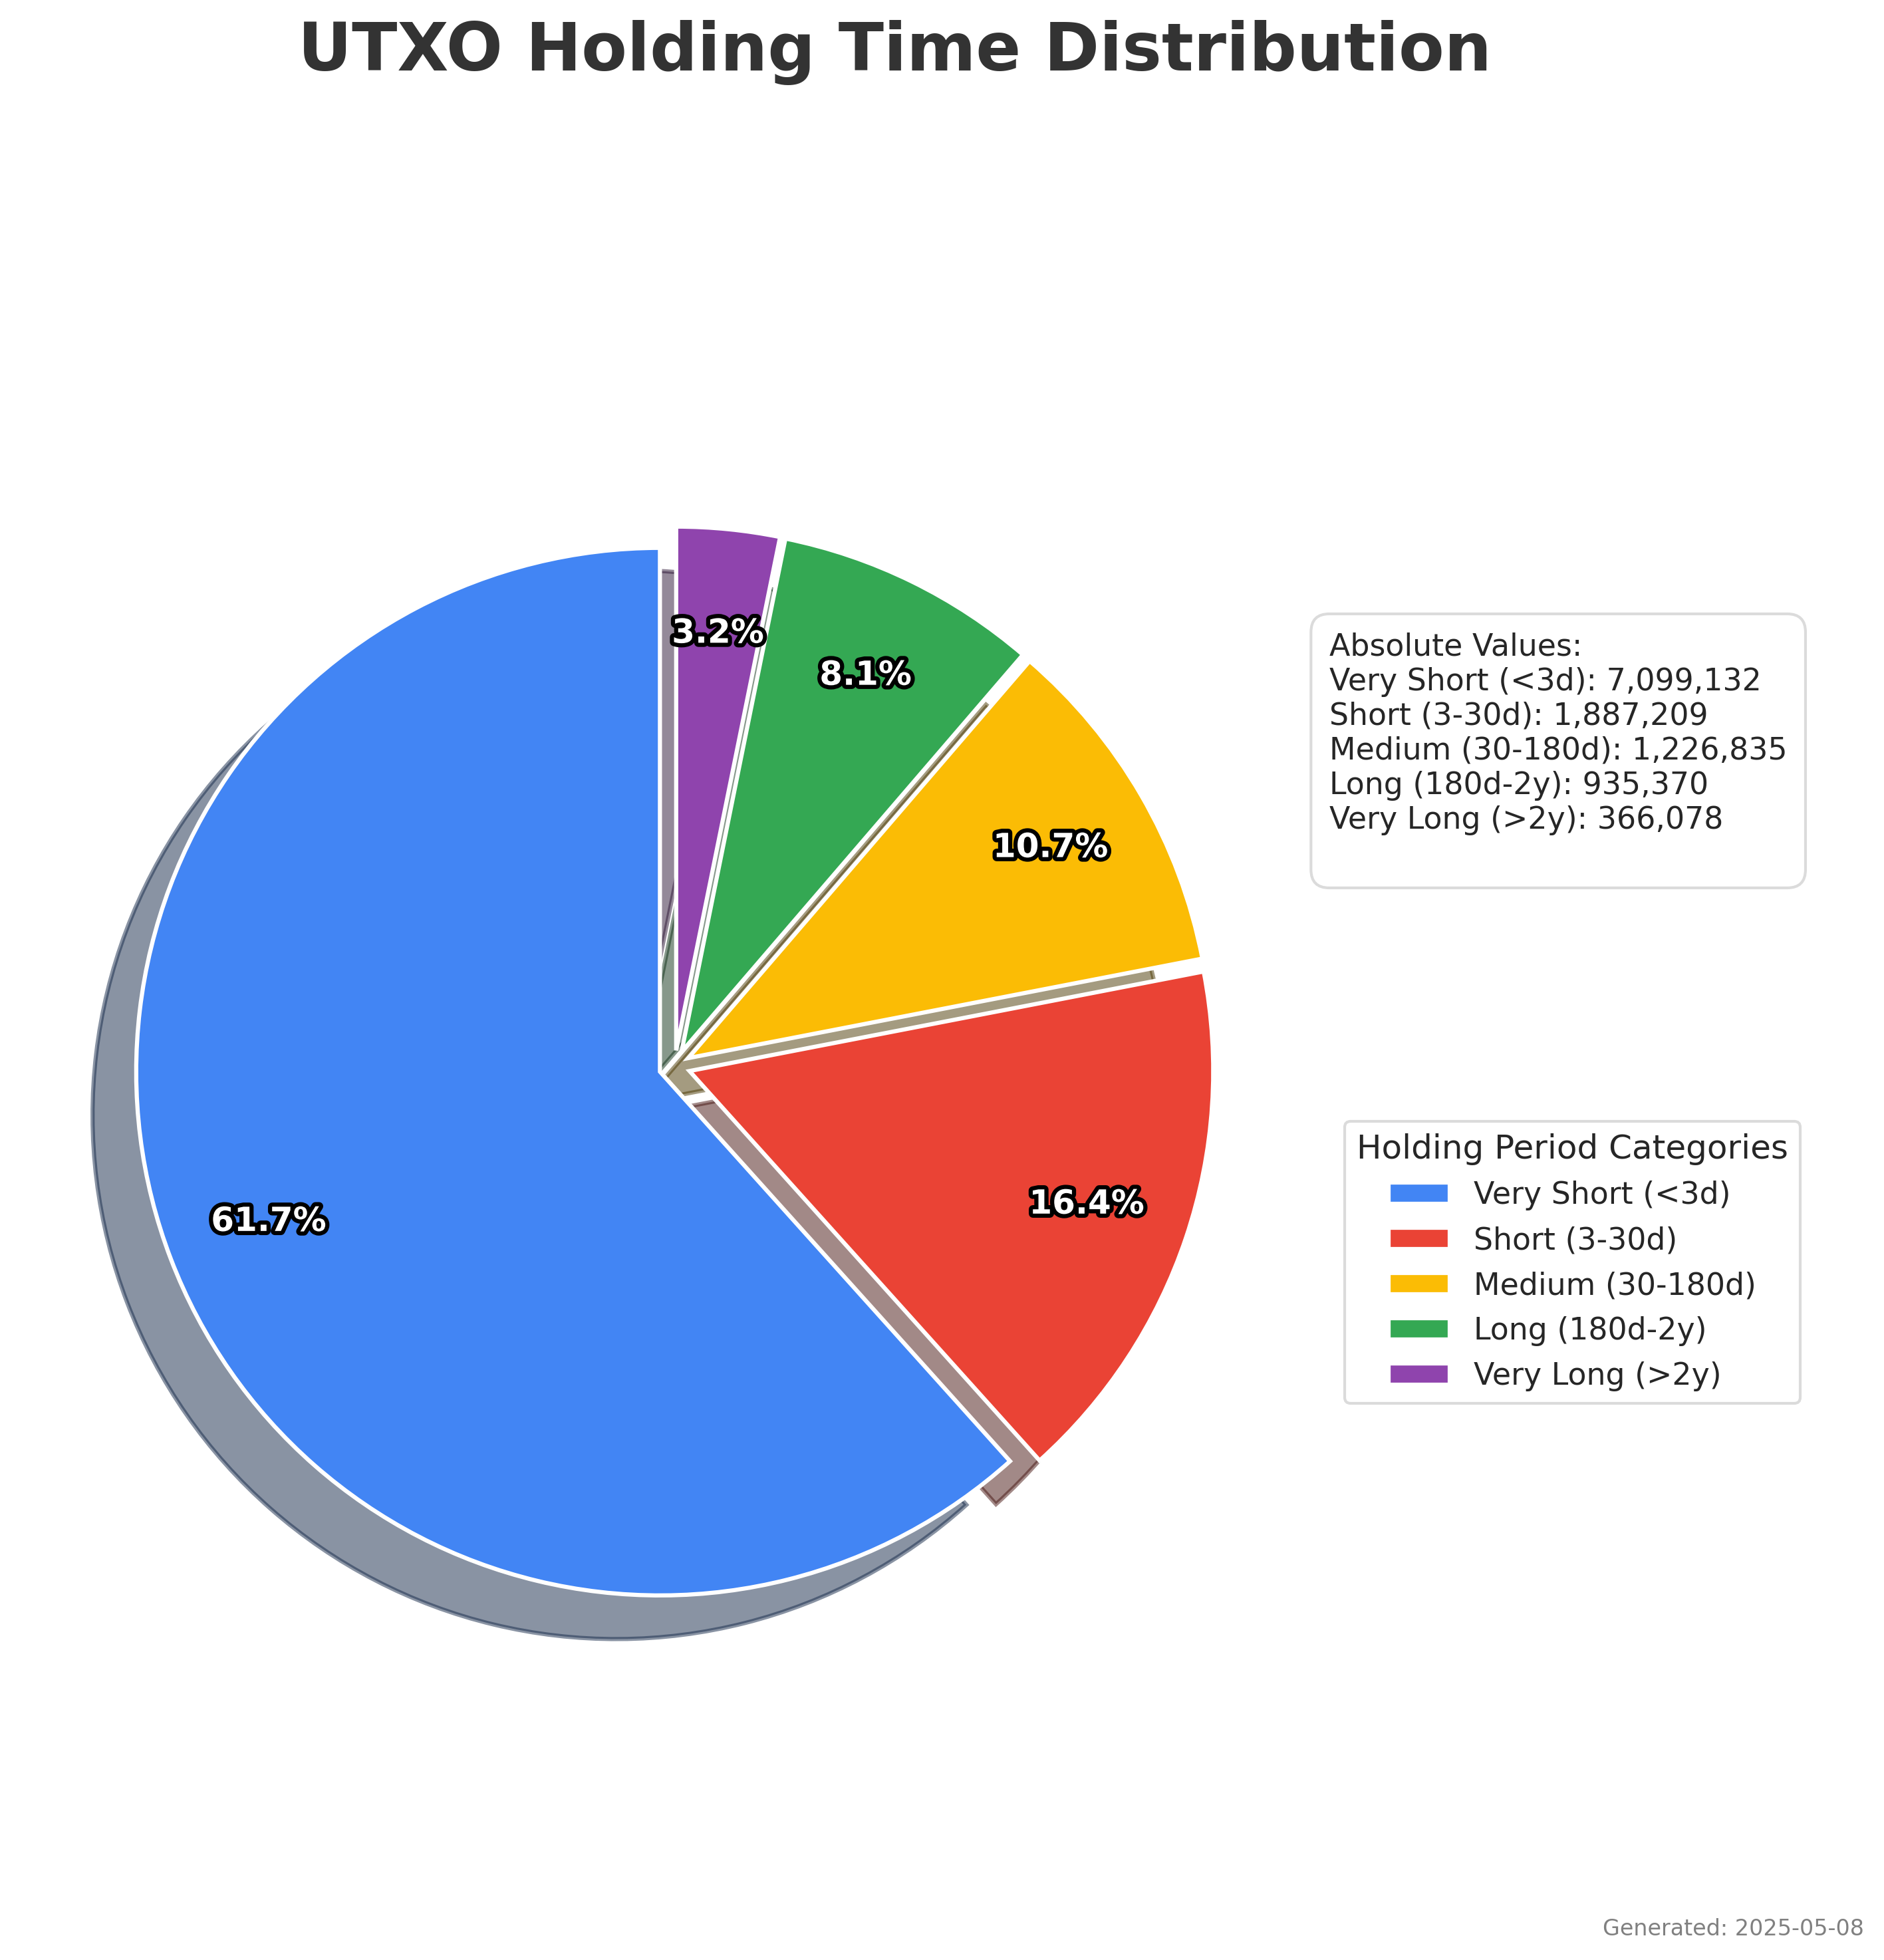 UTXO Holding Time Distribution
3.2%
8.1%
10.7%
16.4%
61.7%
Absolute Values:
Very Short (<3d): 7,099,132
Short (3-30d): 1,887,209
Medium (30-180d): 1,226,835
Long (180d-2y): 935,370
Very Long (>2y): 366,078
Holding Period Categories
Very Short (<3d)
Short (3-30d)
Medium (30-180d)
Long (180d-2y)
Very Long (>2y)
Generated: 2025-05-08